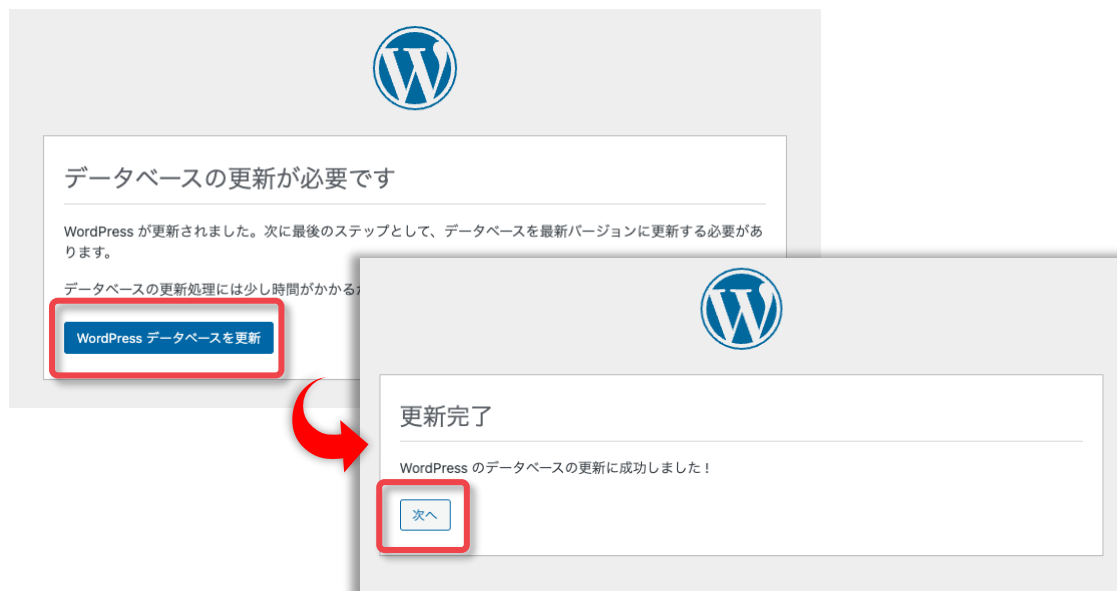 データベースの更新が必要です
WordPress が更新されました。次に最後のステップとして、データベースを最新バージョンに更新する必要があ
ります。
データベースの更新処理には少し時間がかかる
WordPress データベースを更新
更新完了
WordPress のデータベースの更新に成功しました !
次へ